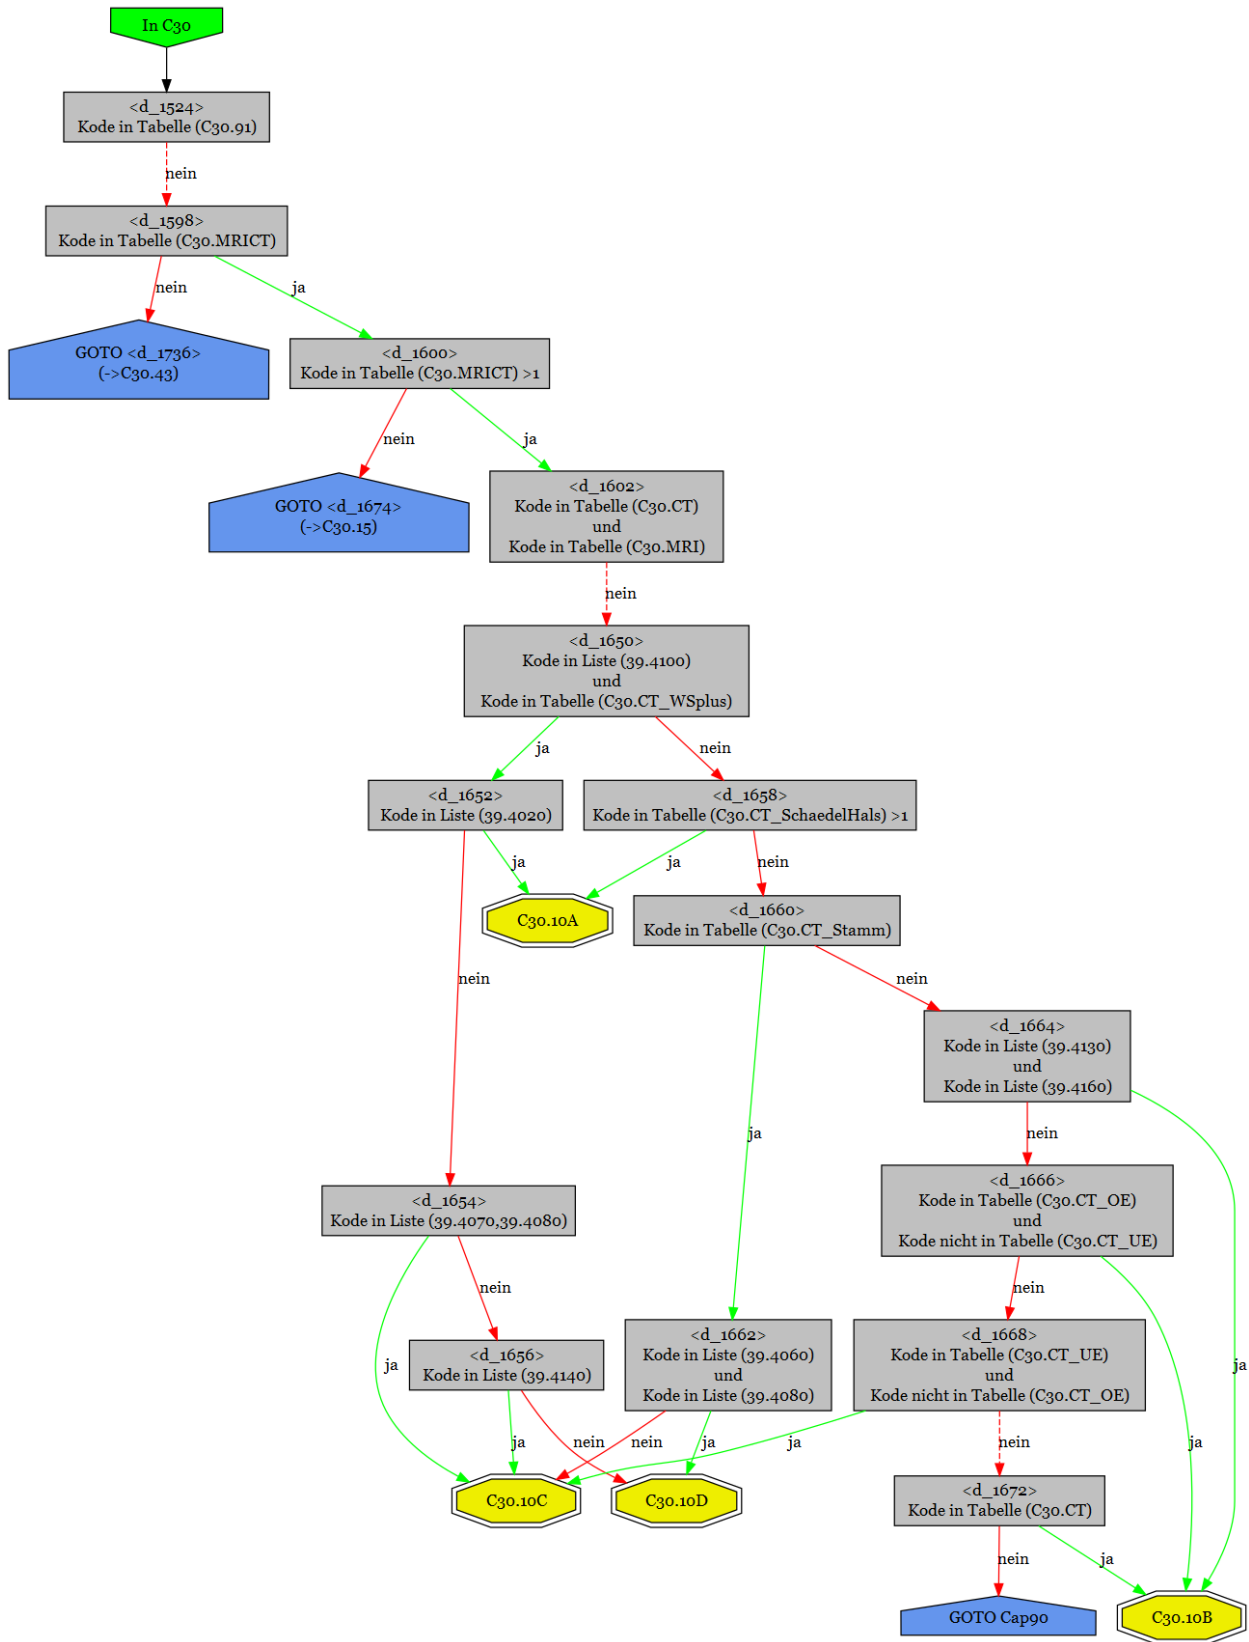 In C30
<d_1524>
Kode in Tabelle (C30.91)
nein
<d_1598>
Kode in Tabelle (C30.MRICT)
nein
ja
GOTO <d_1736>
(->C30.43)
<d_1600>
Kode in Tabelle (C30.MRICT) >1
nein
ja
GOTO <d_1674>
(->C30.15)
<d_1602>
Kode in Tabelle (C30.CT)
und
Kode in Tabelle (C30.MRI)
nein
<d_1650>
Kode in Liste (39.4100)
und
Kode in Tabelle (C30.CT_WSplus)
ja
nein
<d_1652>
Kode in Liste (39.4020)
<d_1658>
Kode in Tabelle (C30.CT_SchaedelHals) >1
ja
ja
nein
C30.10A
<d_1660>
Kode in Tabelle (C30.CT_Stamm)
nein
nein
<d_1664>
Kode in Liste (39.4130)
und
Kode in Liste (39.4160)
ja
nein
<d_1654>
Kode in Liste (39.4070,39.4080)
<d_1666>
Kode in Tabelle (C30.CT_OE)
und
Kode nicht in Tabelle (C30.CT_UE)
nein
nein
ja
<d_1656>
Kode in Liste (39.4140)
<d_1662>
Kode in Liste (39.4060)
und
Kode in Liste (39.4080)
<d_1668>
Kode in Tabelle (C30.CT_UE)
und
Kode nicht in Tabelle (C30.CT_OE)
ja
ja
nein
nein
ja
ja
nein
ja
C30.10C
C30.10D
<d_1672>
Kode in Tabelle (C30.CT)
nein
ja
GOTO Cap90
C30.10B